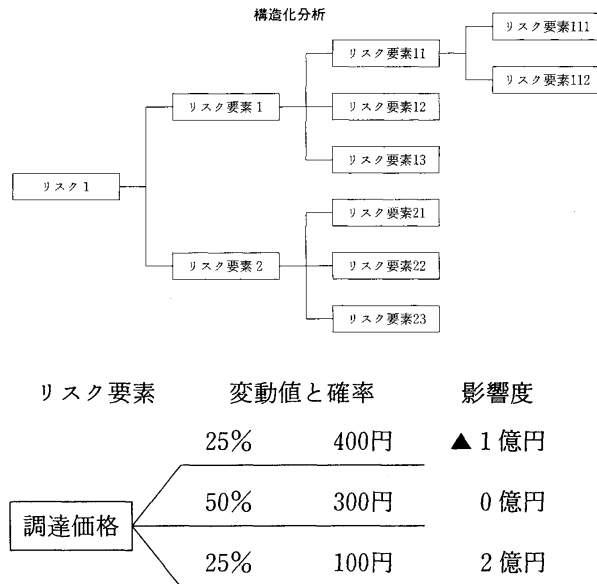 構造化分析
リスク要素111
リスク要素11
リスク要素112
リスク要素1
リスク要素12
リスク要素13
リスク1
リスク要素21
リスク要素2
リスク要素22
リスク要素23
リスク要素 変動値と確率 影響度
25% 400円 ▲1億円
調達価格
50% 300円 0億円
25% 100円 2億円